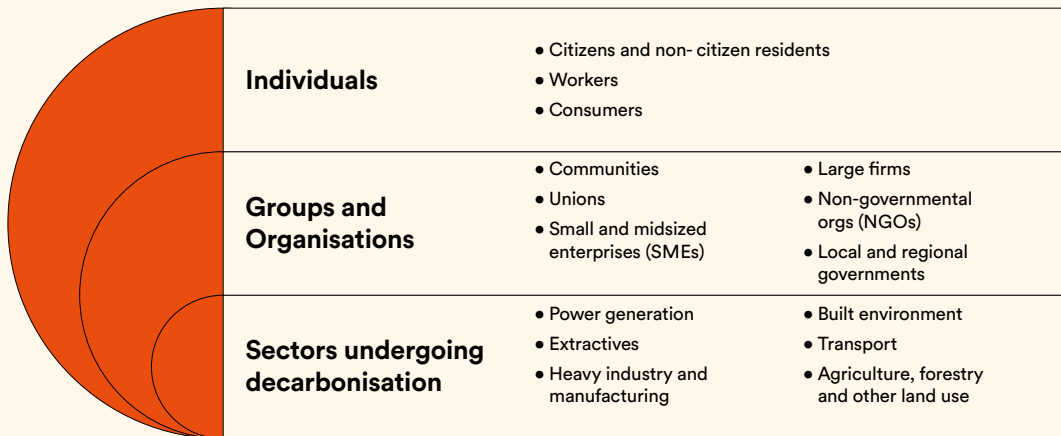 Individuals
● Citizens and non- citizen residents
● Workers
● Consumers
Groups and
Organisations
● Communities
● Unions
● Small and midsized
enterprises (SMEs)
● Large firms
● Non-governmental
orgs (NGOs)
● Local and regional
governments
Sectors undergoing
decarbonisation
● Power generation
● Extractives
● Heavy industry and
manufacturing
● Built environment
● Transport
● Agriculture, forestry
and other land use